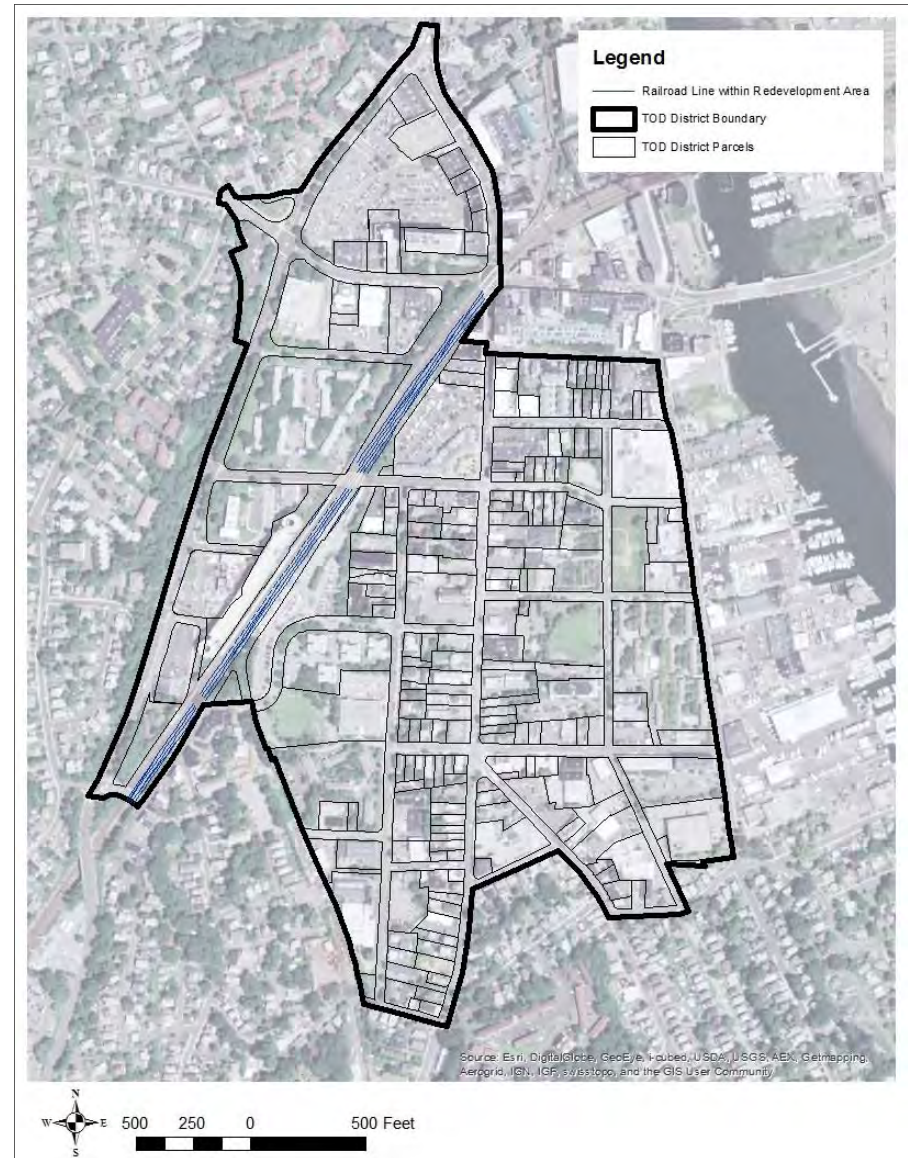 Legend
Railroad Line within Redevelopment Area
TOD District Boundary
TOD District Parcels
Source: Esri, DigitalGlobe, GeoEye, i-cubed, USDA, USGS, AEX, Getmapping,
Aerogrid, IGN, IGP, swisstopo, and the GIS User Community
N
W E
S
500 250 0 500 Feet